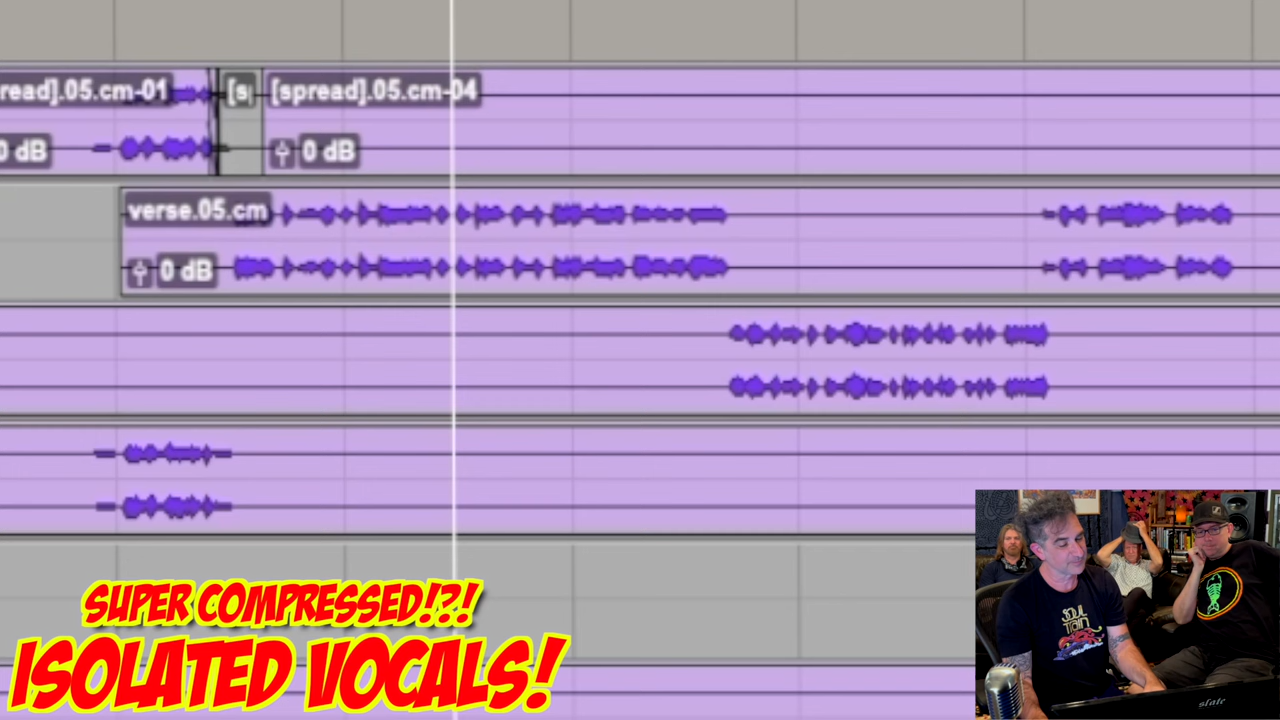 read].05.cm-01
[s
[spread].05.cm-04
0 dB
0 dB
verse.05.cm
0 dB
SUPER COMPRESSED!?!
ISOLATED VOCALS!
SOUL
TRAIN
slate